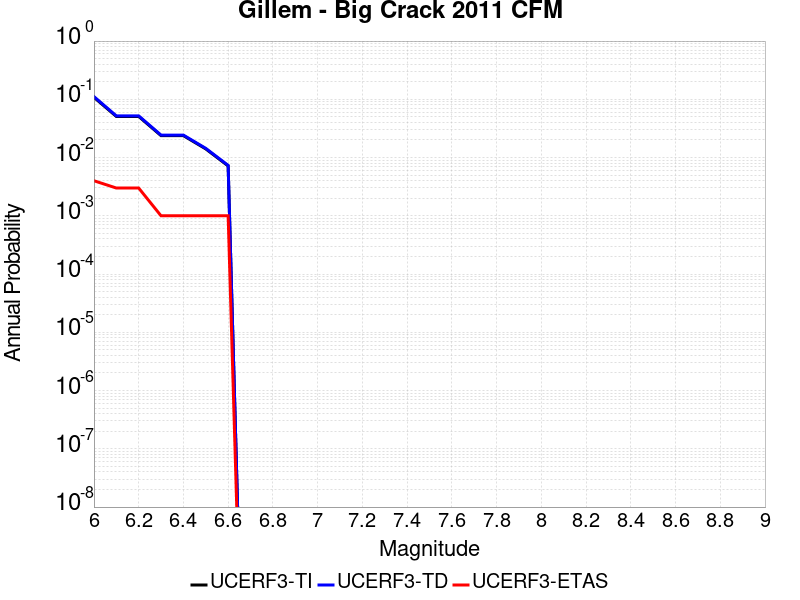 Gillem - Big Crack 2011 CFM
10^0
10^-1
10^-2
10^-3
10^-4
10^-5
10^-6
10^-7
10^-8
Annual Probability
6 6.2 6.4 6.6 6.8 7 7.2 7.4 7.6 7.8 8 8.2 8.4 8.6 8.8 9
Magnitude
UCERF3-TI UCERF3-TD UCERF3-ETAS